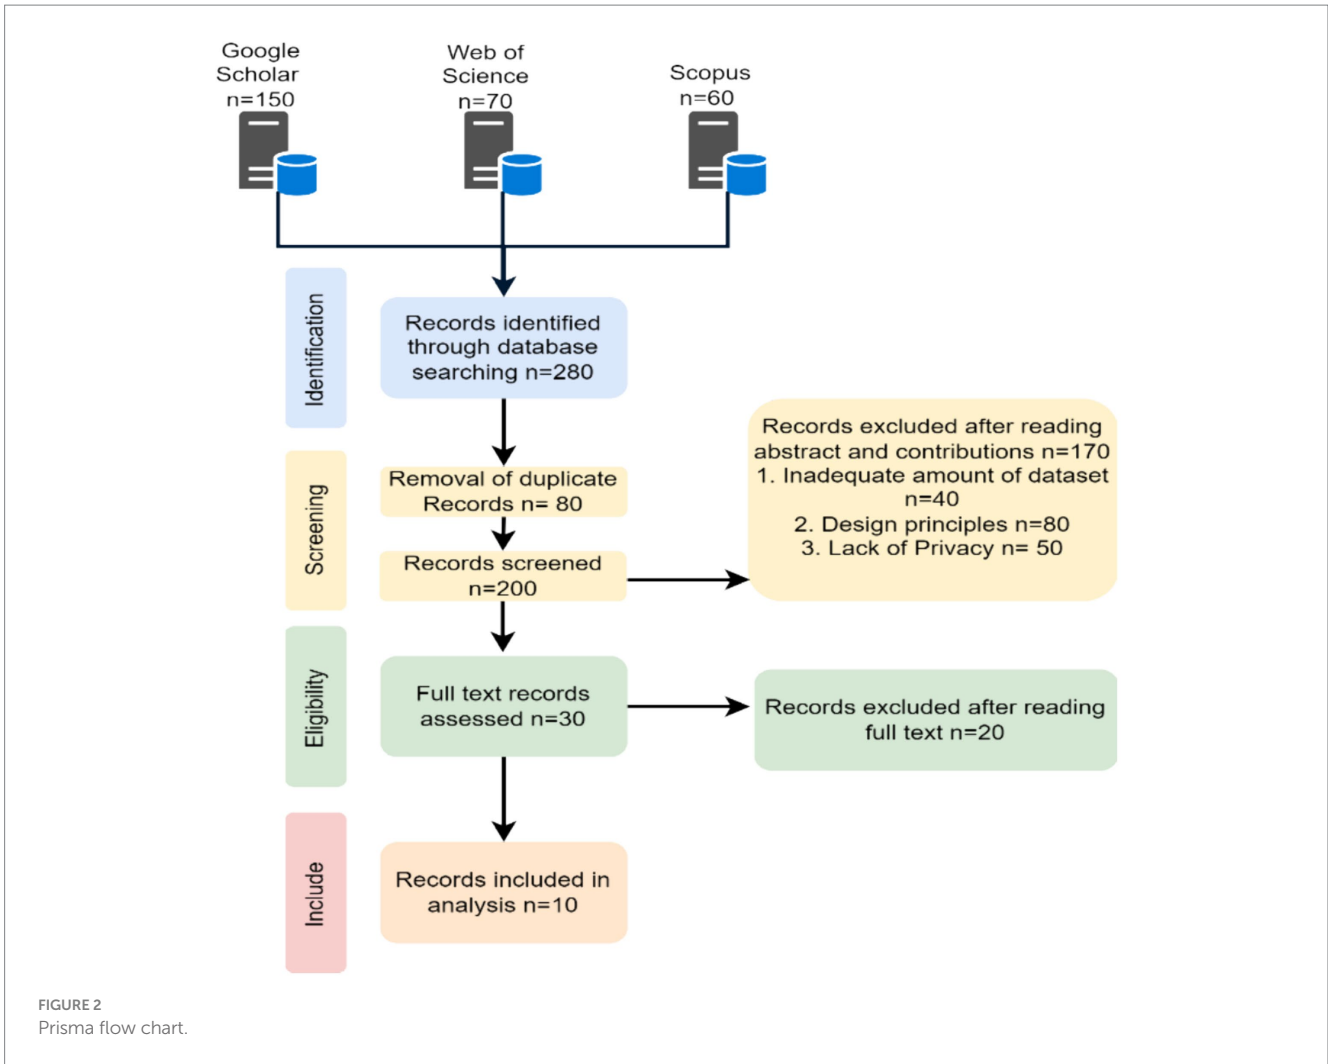 Google
Scholar
n=150
Web of
Science
n=70
Scopus
n=60
Identification
Records identified
through database
searching n=280
Screening
Removal of duplicate
Records n= 80
Records screened
n=200
Records excluded after reading
abstract and contributions n=170
1. Inadequate amount of dataset
n=40
2. Design principles n=80
3. Lack of Privacy n= 50
Eligibility
Full text records
assessed n=30
Records excluded after reading
full text n=20
Include
Records included in
analysis n=10
FIGURE 2
Prisma flow chart.